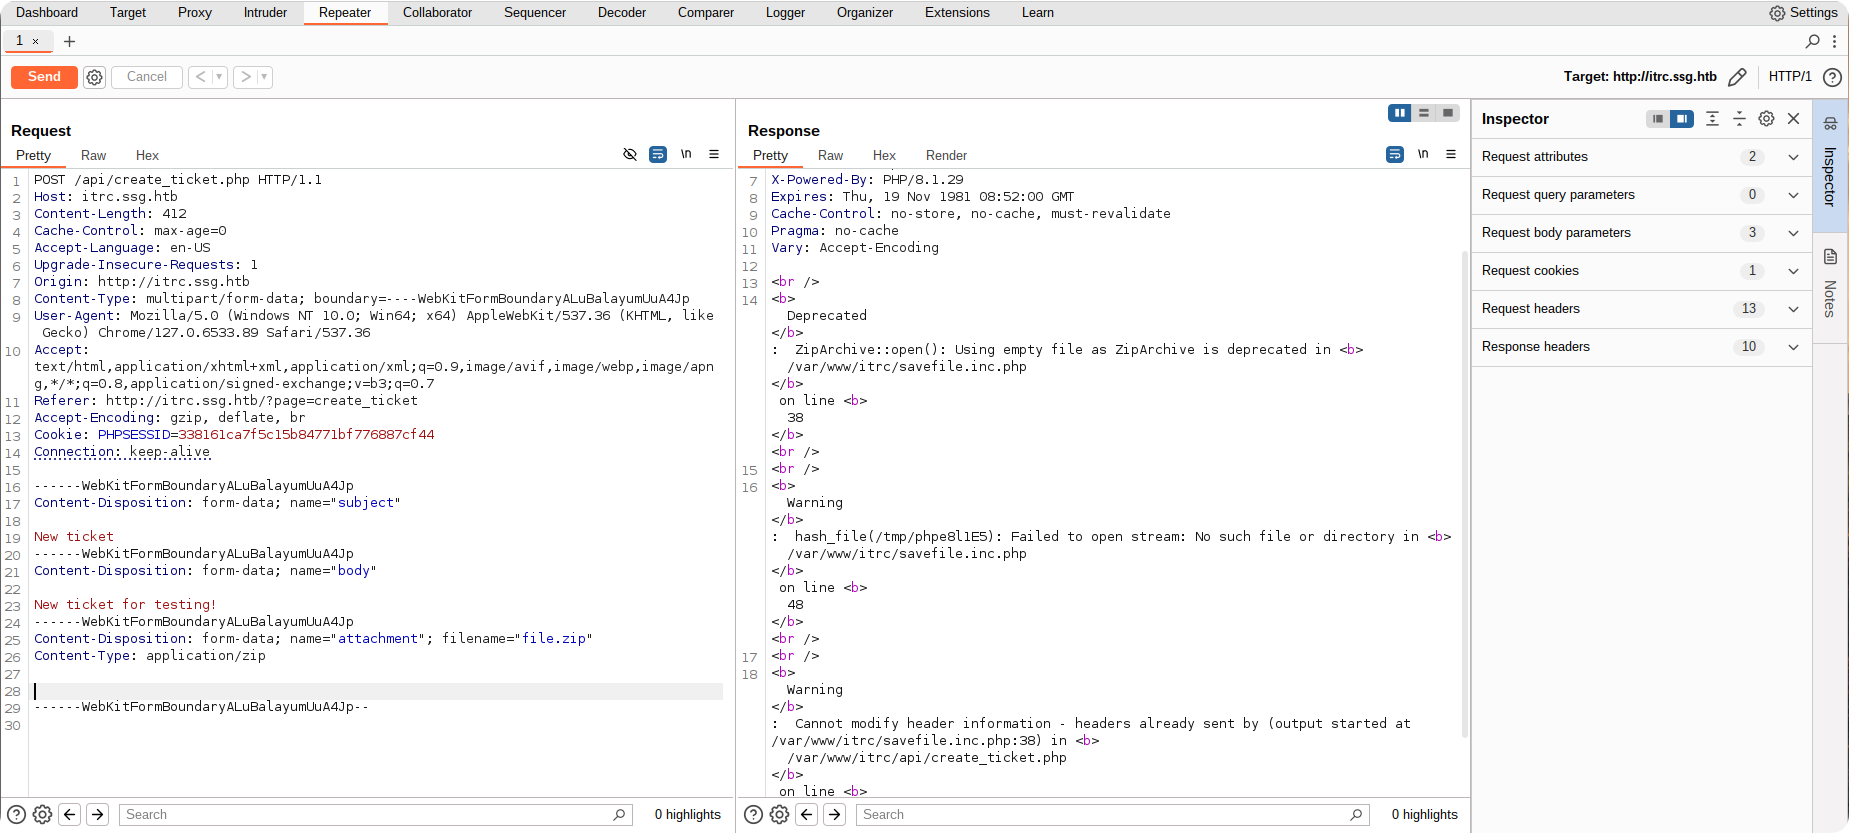 Dashboard Target Proxy Intruder Repeater Collaborator Sequencer Decoder Comparer Logger Organizer Extensions Learn Settings
1 × +
Send Cancel < > Target: http://itrc.ssg.htb HTTP/1
Request
Pretty Raw Hex \n
1 POST /api/create_ticket.php HTTP/1.1
2 Host: itrc.ssg.htb
3 Content-Length: 412
4 Cache-Control: max-age=0
5 Accept-Language: en-US
6 Upgrade-Insecure-Requests: 1
7 Origin: http://itrc.ssg.htb
8 Content-Type: multipart/form-data; boundary=----WebKitFormBoundaryALuBalayumUuA4Jp
9 User-Agent: Mozilla/5.0 (Windows NT 10.0; Win64; x64) AppleWebKit/537.36 (KHTML, like
Gecko) Chrome/127.0.6533.89 Safari/537.36
10 Accept:
text/html,application/xhtml+xml,application/xml;q=0.9,image/avif,image/webp,image/apn
g,*/*;q=0.8,application/signed-exchange;v=b3;q=0.7
11 Referer: http://itrc.ssg.htb/?page=create_ticket
12 Accept-Encoding: gzip, deflate, br
13 Cookie: PHPSESSID=338161ca7f5c15b84771bf776887cf44
14 Connection: keep-alive
15
16 ------WebKitFormBoundaryALuBalayumUuA4Jp
17 Content-Disposition: form-data; name="subject"
18
19 New ticket
20 ------WebKitFormBoundaryALuBalayumUuA4Jp
21 Content-Disposition: form-data; name="body"
22
23 New ticket for testing!
24 ------WebKitFormBoundaryALuBalayumUuA4Jp
25 Content-Disposition: form-data; name="attachment"; filename="file.zip"
26 Content-Type: application/zip
27
28
29 ------WebKitFormBoundaryALuBalayumUuA4Jp--
30
Search 0 highlights
Response
Pretty Raw Hex Render \n
7 X-Powered-By: PHP/8.1.29
8 Expires: Thu, 19 Nov 1981 08:52:00 GMT
9 Cache-Control: no-store, no-cache, must-revalidate
10 Pragma: no-cache
11 Vary: Accept-Encoding
12
13 <br />
14 <b>
Deprecated
</b>
: ZipArchive::open(): Using empty file as ZipArchive is deprecated in <b>
/var/www/itrc/savefile.inc.php
</b>
on line <b>
38
</b>
<br />
15 <br />
16 <b>
Warning
</b>
: hash_file(/tmp/phpe8l1E5): Failed to open stream: No such file or directory in <b>
/var/www/itrc/savefile.inc.php
</b>
on line <b>
48
</b>
<br />
17 <br />
18 <b>
Warning
</b>
: Cannot modify header information - headers already sent by (output started at
/var/www/itrc/savefile.inc.php:38) in <b>
/var/www/itrc/api/create_ticket.php
</b>
on line <b>
Search 0 highlights
Inspector
Request attributes 2
Request query parameters 0
Request body parameters 3
Request cookies 1
Request headers 13
Response headers 10
Inspector
Notes